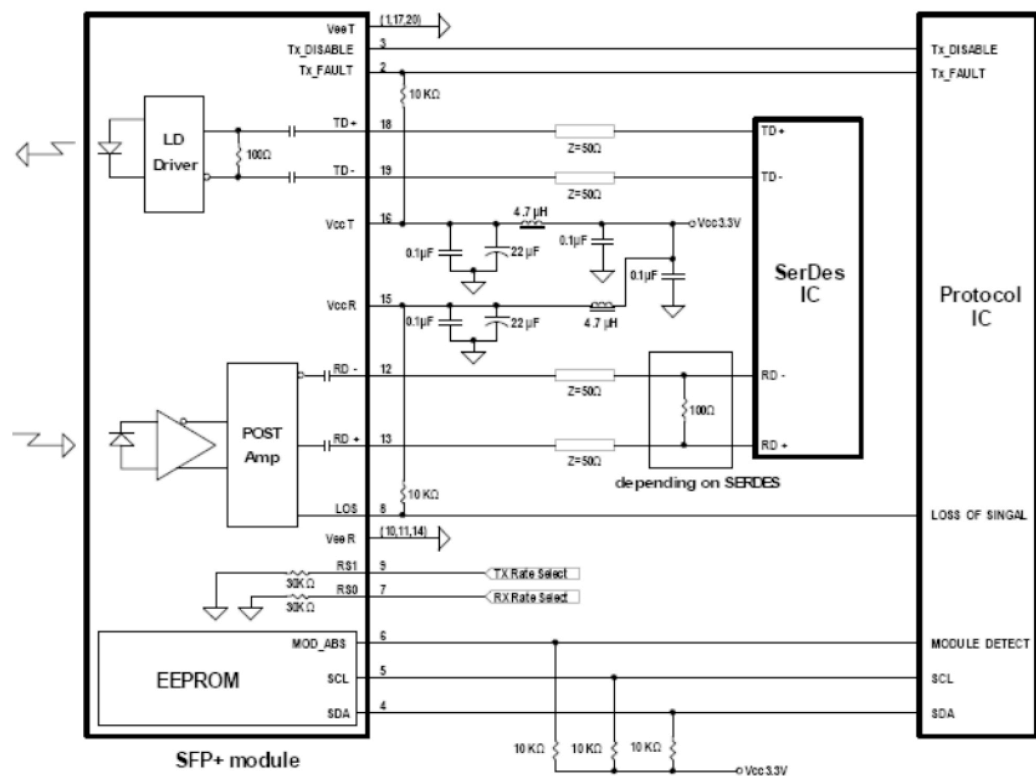 VeeT (1,17,20)
Tx_DISABLE 3 Tx_DISABLE
Tx_FAULT 2 Tx_FAULT
10 KΩ
LD
Driver
100Ω
TD+ 18 TD+
Z=50Ω
TD- 19 TD-
Z=50Ω
VccT 16
4.7 µH
Vcc3.3V
0.1µF
22 µF
0.1µF
0.1µF
SerDes
IC
Protocol
IC
VccR 15
0.1µF
22 µF
4.7 µH
RD- 12 RD-
Z=50Ω
100Ω
POST
Amp
RD+ 13 RD+
Z=50Ω
depending on SERDES
10 KΩ
LOS 8 LOSS OF SINGAL
VeeR (10,11,14)
RS1 9 TX Rate Select
30KΩ
RS0 7 RX Rate Select
30KΩ
MOD_ABS 6 MODULE DETECT
EEPROM
SCL 5 SCL
SDA 4 SDA
10 KΩ 10 KΩ 10 KΩ
Vcc3.3V
SFP+ module